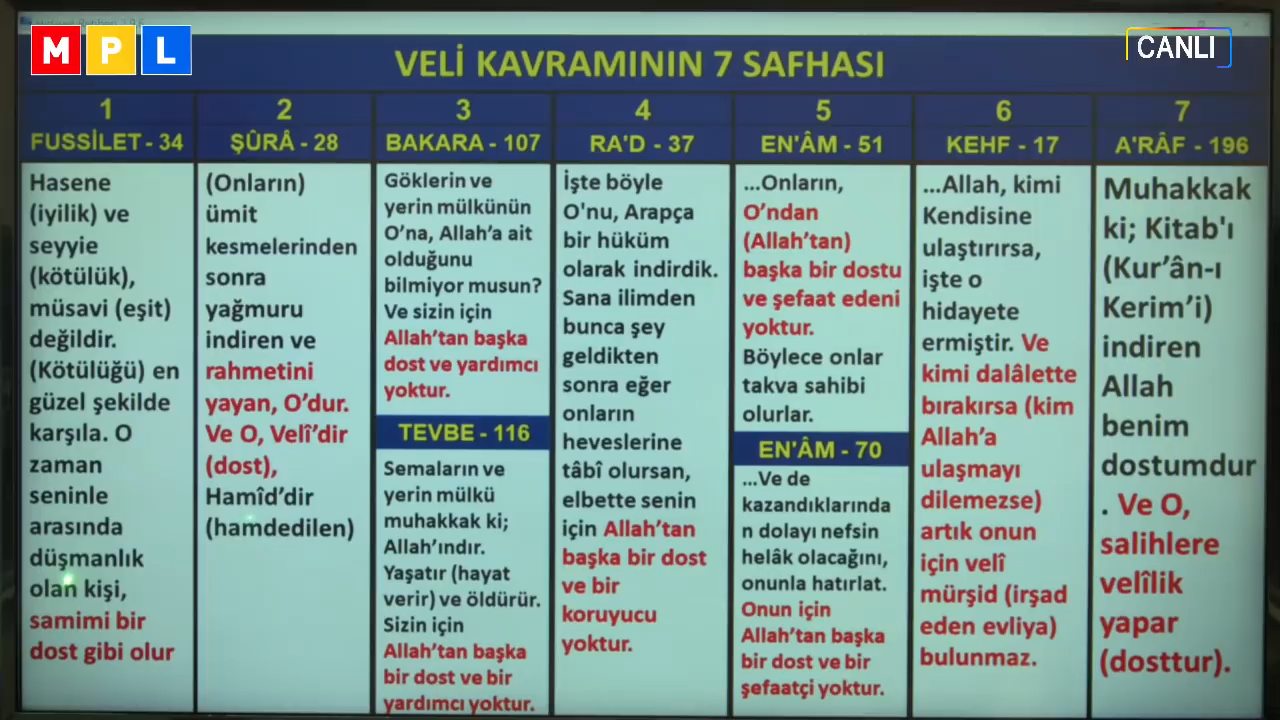 MPL
CANLI
VELİ KAVRAMININ 7 SAFHASI
1
FUSSİLET - 34
Hasene
(iyilik) ve
seyyie
(kötülük),
müsavi (eşit)
değildir.
(Kötülüğü) en
güzel şekilde
karşıla. O
zaman
seninle
arasında
düşmanlık
olan kişi,
samimi bir
dost gibi olur
2
ŞÛRÂ - 28
(Onların)
ümit
kesmelerinden
sonra
yağmuru
indiren ve
rahmetini
yayan, O’dur.
Ve O, Velî’dir
(dost),
Hamîd’dir
(hamdedilen)
3
BAKARA - 107
Göklerin ve
yerin mülkünün
O’na, Allah’a ait
olduğunu
bilmiyor musun?
Ve sizin için
Allah’tan başka
dost ve yardımcı
yoktur.
TEVBE - 116
Semaların ve
yerin mülkü
muhakkak ki;
Allah’ındır.
Yaşatır (hayat
verir) ve öldürür.
Sizin için
Allah’tan başka
bir dost ve bir
yardımcı yoktur.
4
RA'D - 37
İşte böyle
O'nu, Arapça
bir hüküm
olarak indirdik.
Sana ilimden
bunca şey
geldikten
sonra eğer
onların
heveslerine
tâbî olursan,
elbette senin
için Allah’tan
başka bir dost
ve bir
koruyucu
yoktur.
5
EN'ÂM - 51
...Onların,
O’ndan
(Allah’tan)
başka bir dostu
ve şefaat edeni
yoktur.
Böylece onlar
takva sahibi
olurlar.
EN'ÂM - 70
...Ve de
kazandıklarında
n dolayı nefsin
helâk olacağını,
onunla hatırlat.
Onun için
Allah’tan başka
bir dost ve bir
şefaatçi yoktur.
6
KEHF - 17
...Allah, kimi
Kendisine
ulaştırırsa,
işte o
hidayete
ermiştir. Ve
kimi dalâlette
bırakırsa (kim
Allah’a
ulaşmayı
dilemezse)
artık onun
için velî
mürşid (irşad
eden evliya)
bulunmaz.
7
A'RÂF - 196
Muhakkak
ki; Kitab'ı
(Kur’ân-ı
Kerim’i)
indiren
Allah
benim
dostumdur
. Ve O,
salihlere
velîlik
yapar
(dosttur).